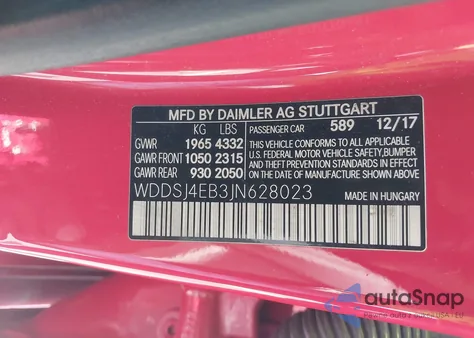 MFD BY DAIMLER AG STUTTGART
KG LBS PASSENGER CAR 589 12/17
GVWR 1965 4332
GAWR FRONT 1050 2315
GAWR REAR 930 2050
THIS VEHICLE CONFORMS TO ALL APPLICABLE
U.S. FEDERAL MOTOR VEHICLE SAFETY, BUMPER,
AND THEFT PREVENTION STANDARDS IN EFFECT
ON THE DATE OF MANUFACTURE SHOWN ABOVE.
WDDSJ4EB3JN628023 MADE IN HUNGARY
autoSnap